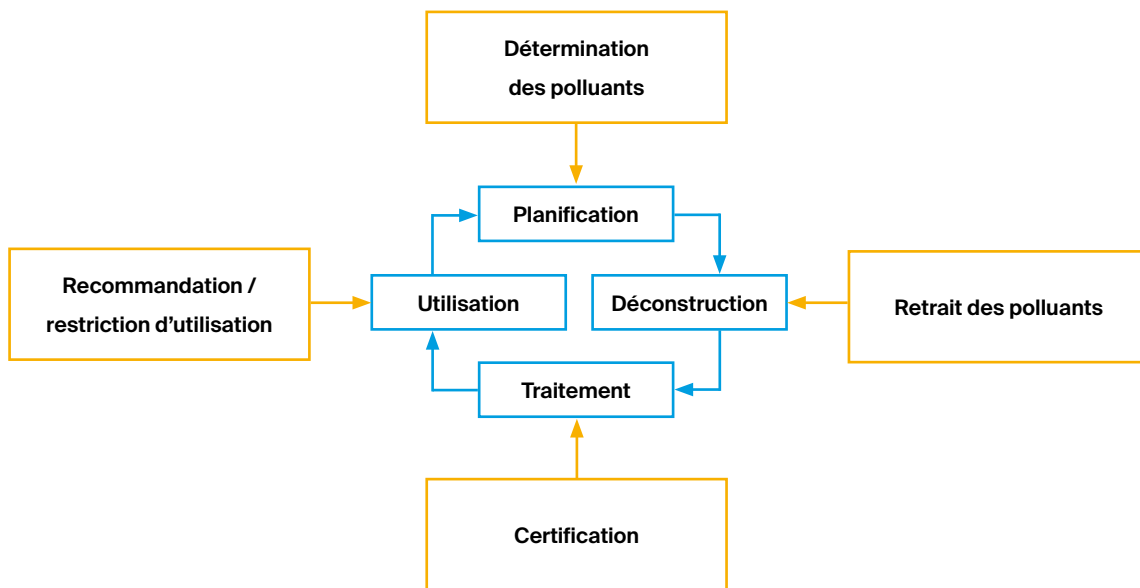 Détermination
des polluants
Planification
Recommandation /
restriction d’utilisation
Utilisation
Déconstruction
Retrait des polluants
Traitement
Certification